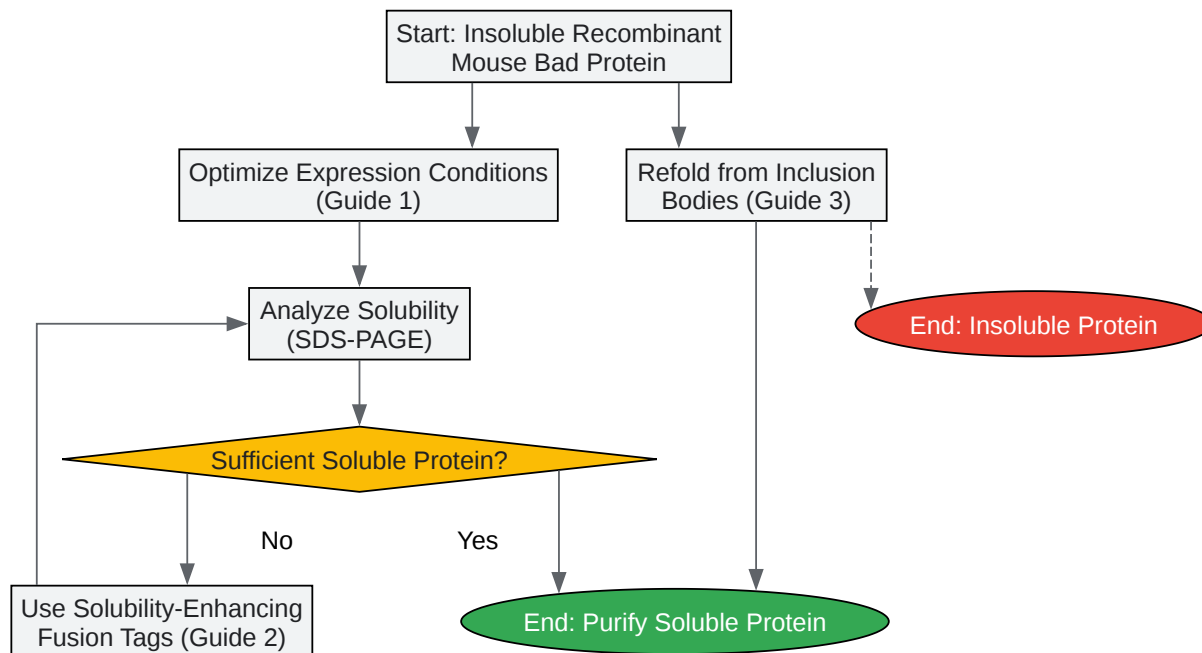 Start: Insoluble Recombinant
Mouse Bad Protein
Optimize Expression Conditions
(Guide 1)
Refold from Inclusion
Bodies (Guide 3)
Analyze Solubility
(SDS-PAGE)
End: Insoluble Protein
Sufficient Soluble Protein?
No
Yes
Use Solubility-Enhancing
Fusion Tags (Guide 2)
End: Purify Soluble Protein